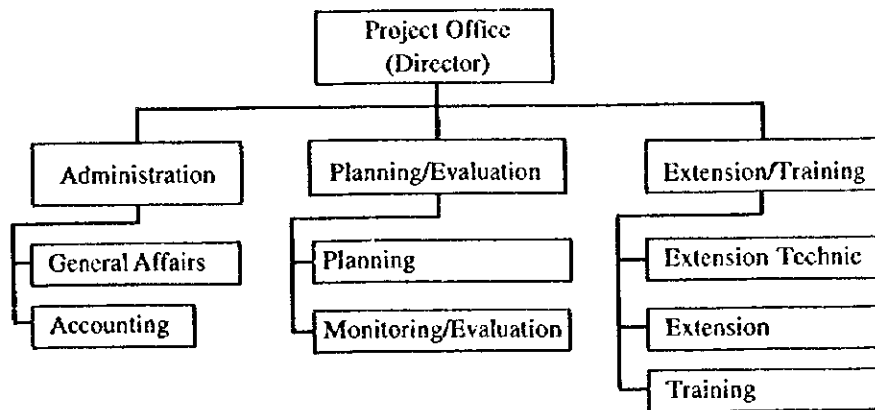 Project Office
(Director)
Administration
Planning/Evaluation
Extension/Training
General Affairs
Accounting
Planning
Monitoring/Evaluation
Extension Technic
Extension
Training